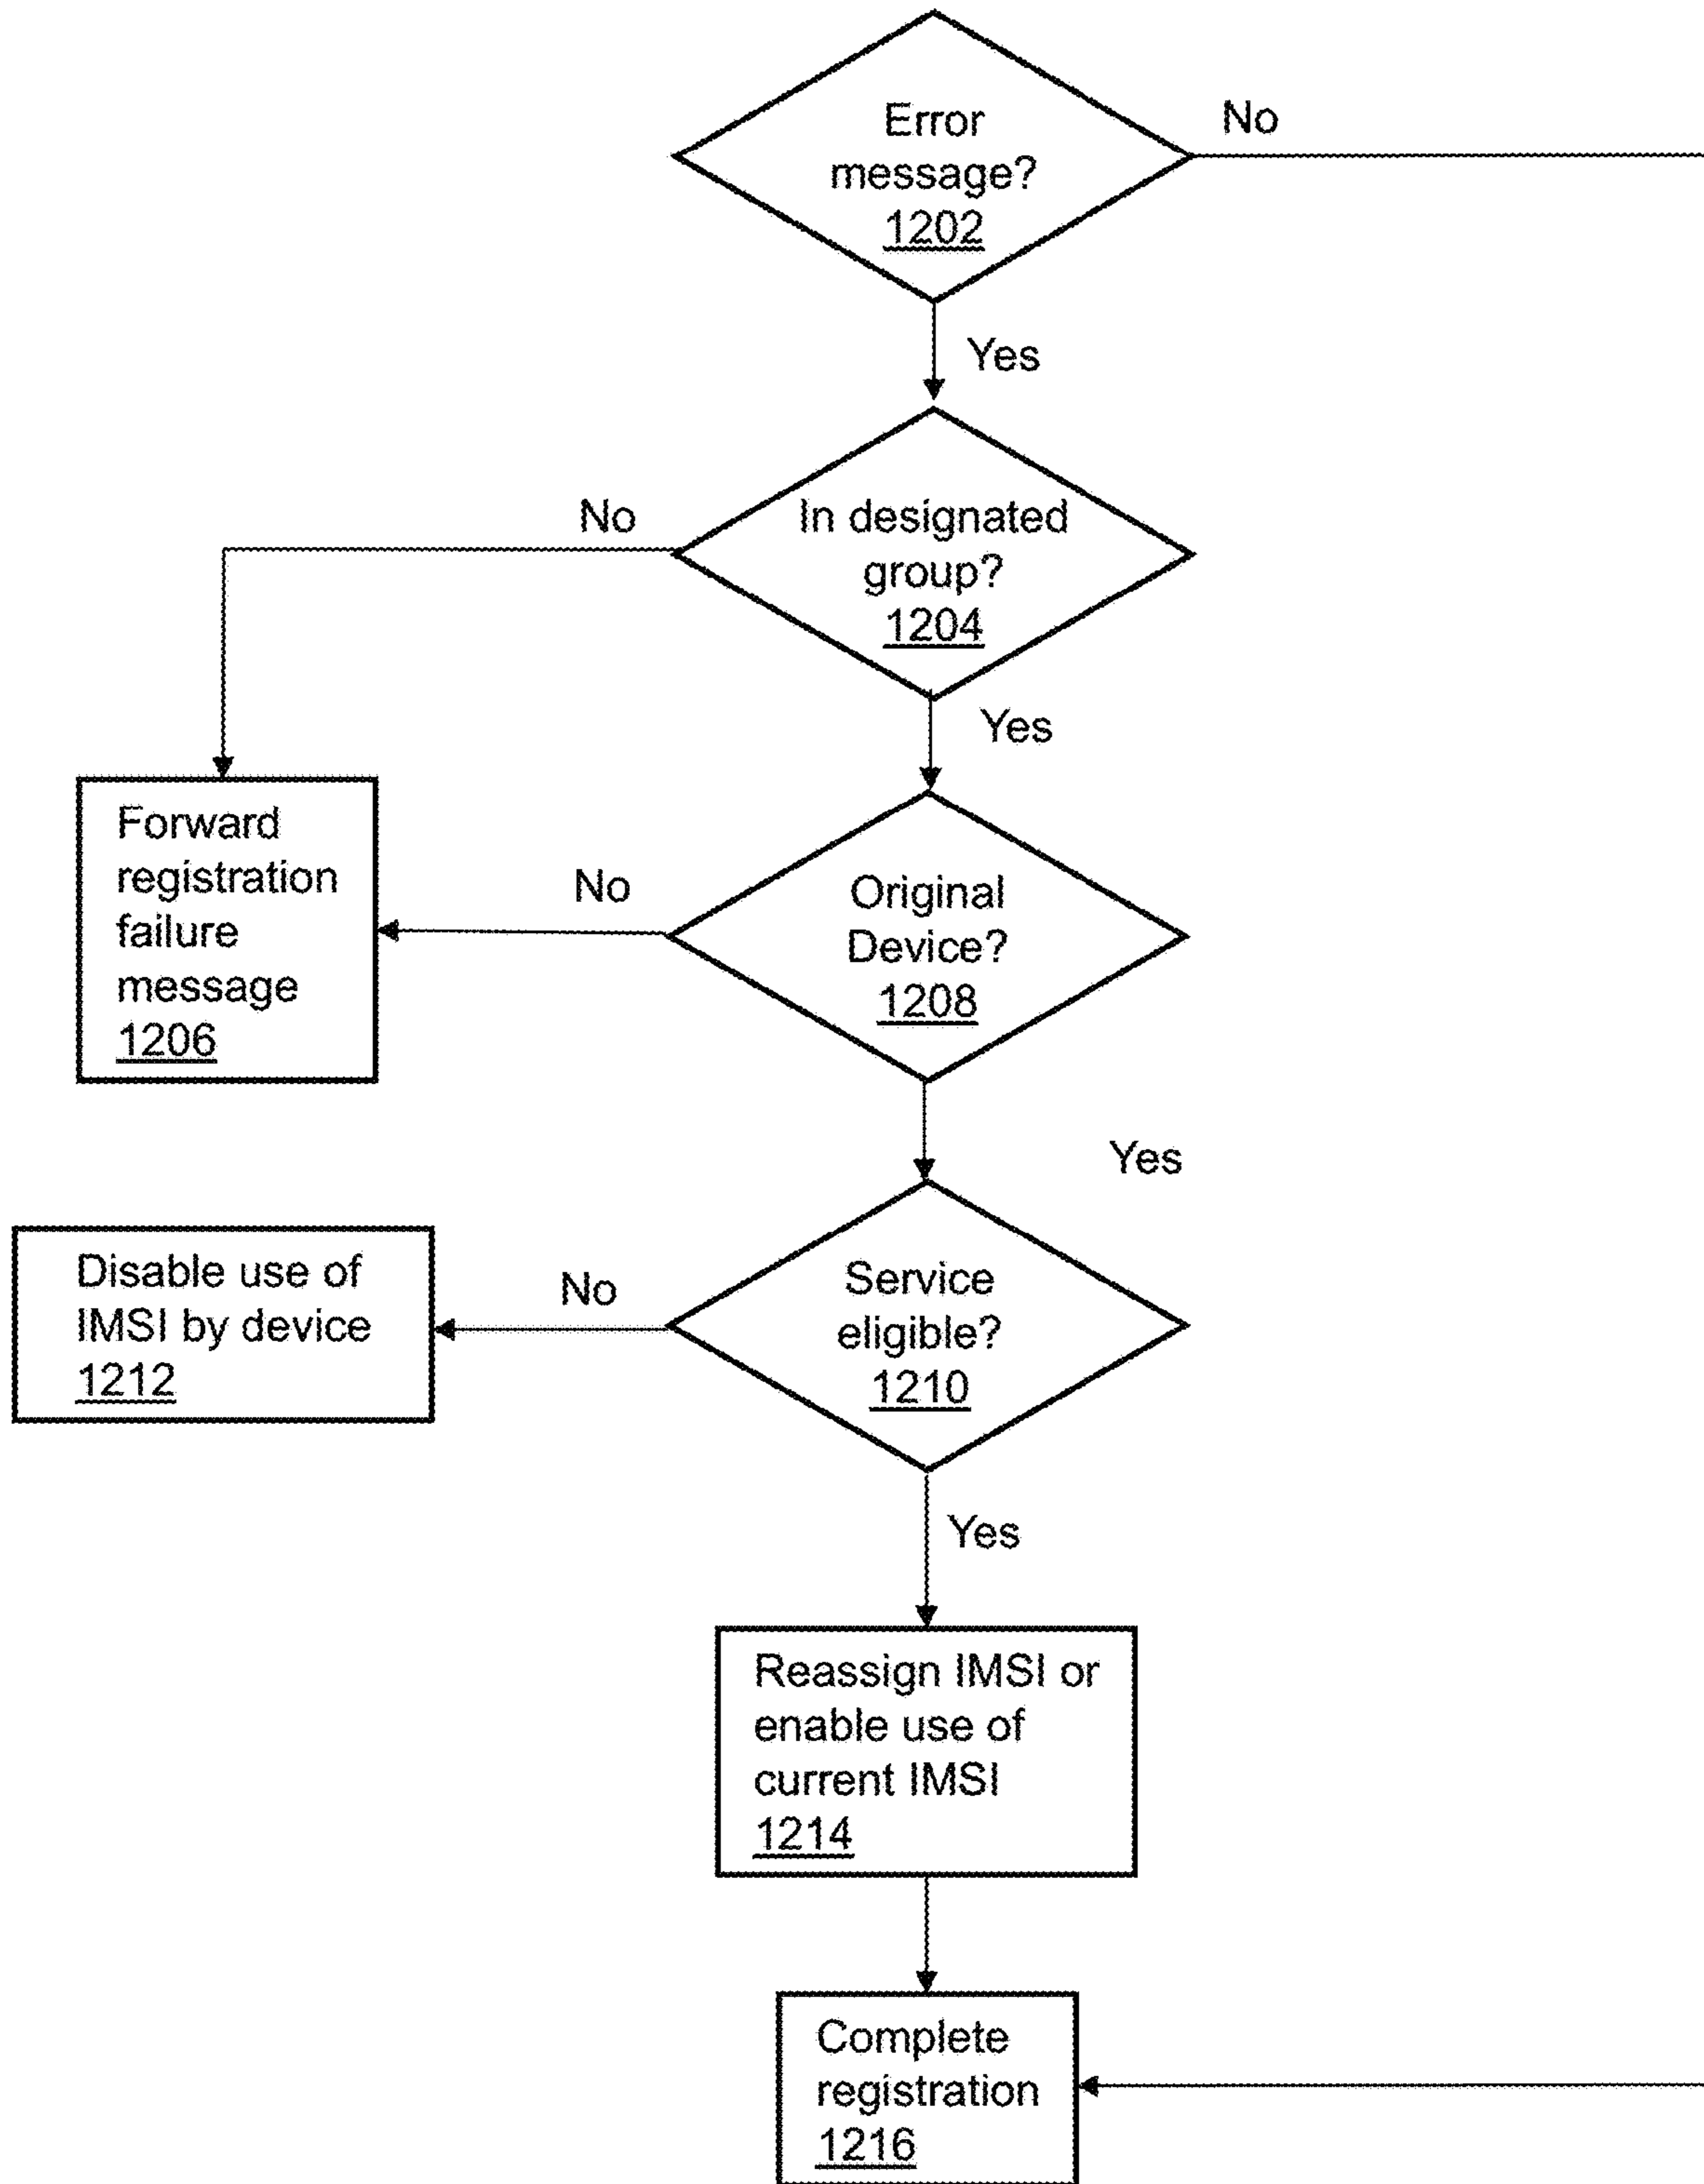 Error
message?
1202
No
Yes
In designated
group?
1204
No
Yes
Forward
registration
failure
message
1206
Original
Device?
1208
No
Yes
Service
eligible?
1210
No
Disable use of
IMSI by device
1212
Yes
Reassign IMSI or
enable use of
current IMSI
1214
Complete
registration
1216